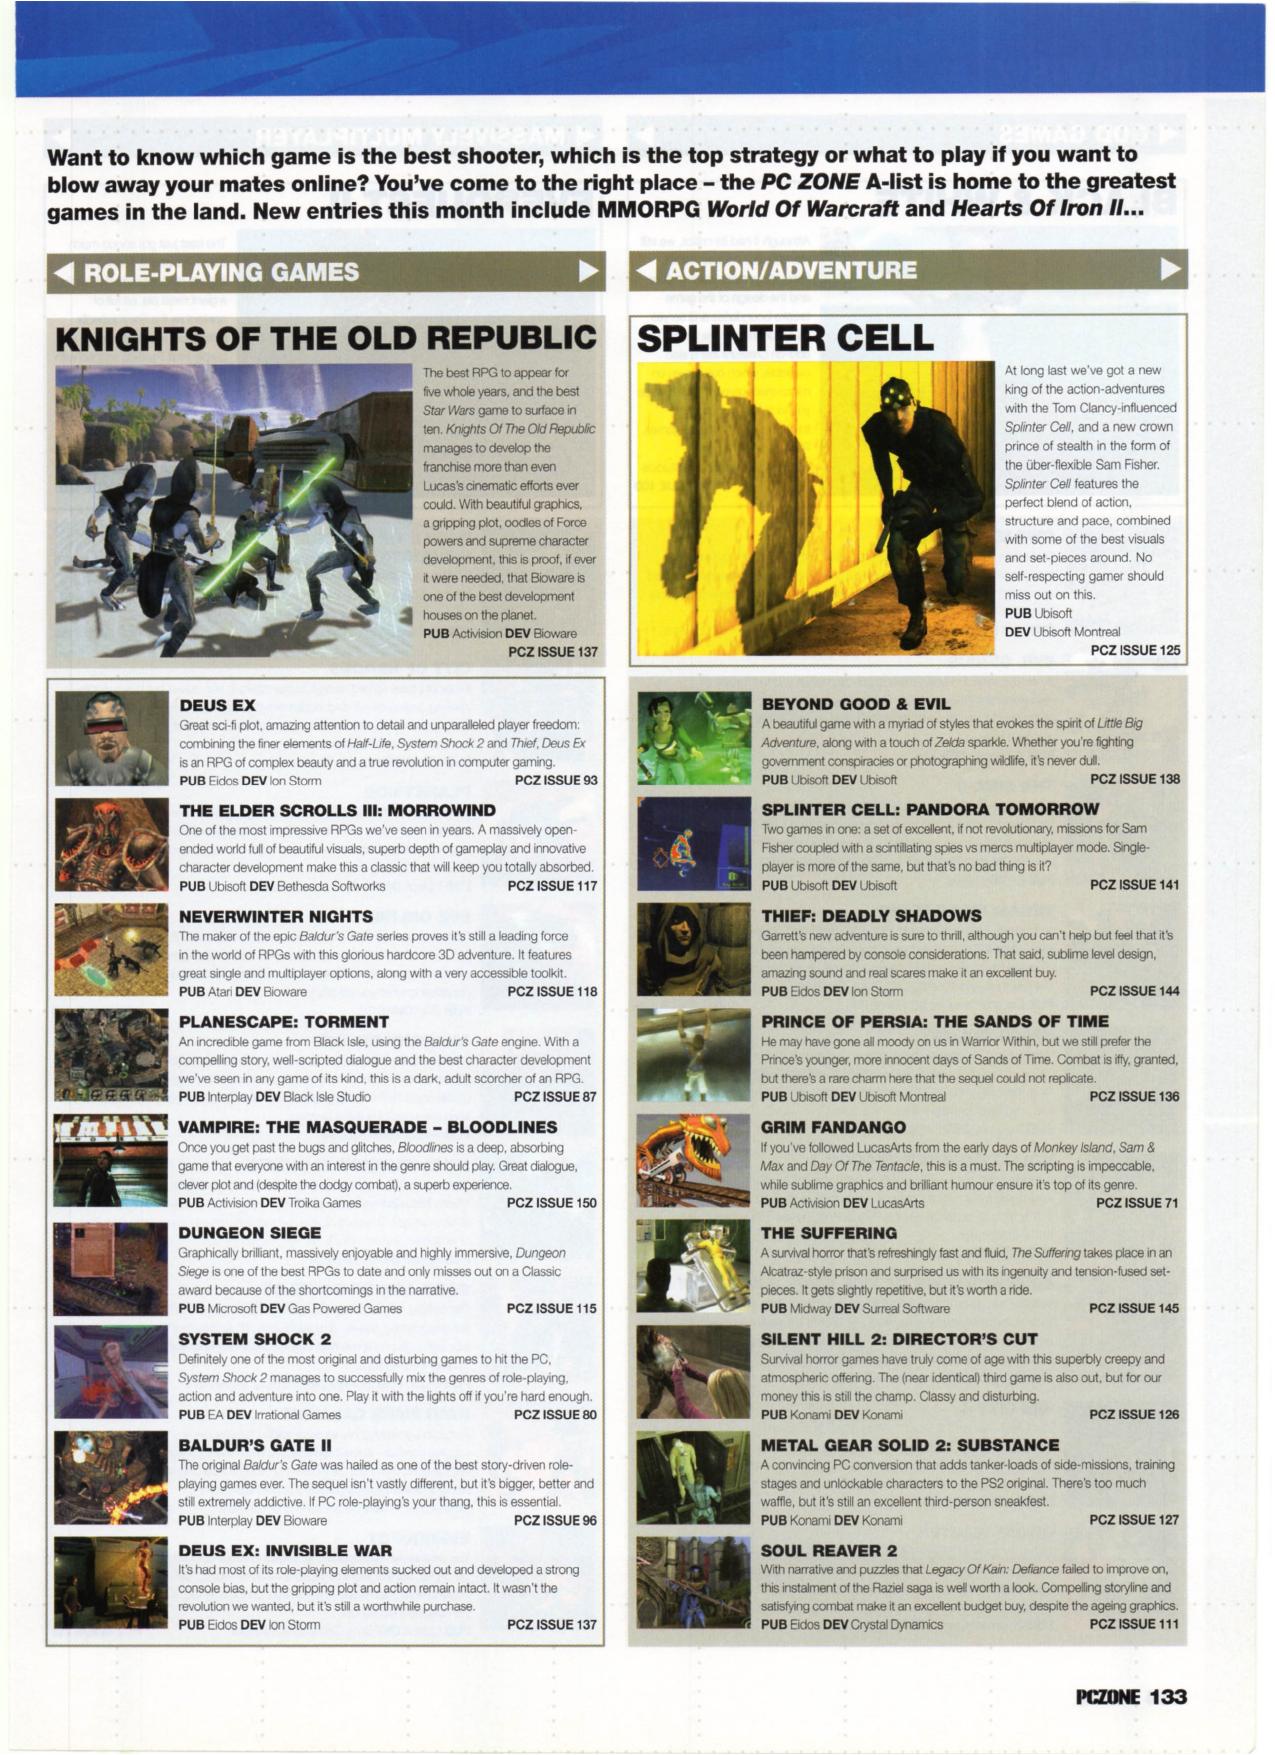 Want to know which game is the best shooter, which is the top strategy or what to play if you want to
blow away your mates online? You've come to the right place – the PC ZONE A-list is home to the greatest
games in the land. New entries this month include MMORPG World Of Warcraft and Hearts Of Iron II...
ROLE-PLAYING GAMES
KNIGHTS OF THE OLD REPUBLIC
The best RPG to appear for
five whole years, and the best
Star Wars game to surface in
ten. Knights Of The Old Republic
manages to develop the
franchise more than even
Lucas's cinematic efforts ever
could. With beautiful graphics,
a gripping plot, oodles of Force
powers and supreme character
development, this is proof, if ever
it were needed, that Bioware is
one of the best development
houses on the planet.
PUB Activision DEV Bioware
PCZ ISSUE 137
DEUS EX
Great sci-fi plot, amazing attention to detail and unparalleled player freedom:
combining the finer elements of Half-Life, System Shock 2 and Thief, Deus Ex
is an RPG of complex beauty and a true revolution in computer gaming.
PUB Eidos DEV Ion Storm PCZ ISSUE 93
THE ELDER SCROLLS III: MORROWIND
One of the most impressive RPGs we've seen in years. A massively open-
ended world full of beautiful visuals, superb depth of gameplay and innovative
character development make this a classic that will keep you totally absorbed.
PUB Ubisoft DEV Bethesda Softworks PCZ ISSUE 117
NEVERWINTER NIGHTS
The maker of the epic Baldur's Gate series proves it's still a leading force
in the world of RPGs with this glorious hardcore 3D adventure. It features
great single and multiplayer options, along with a very accessible toolkit.
PUB Atari DEV Bioware PCZ ISSUE 118
PLANESCAPE: TORMENT
An incredible game from Black Isle, using the Baldur's Gate engine. With a
compelling story, well-scripted dialogue and the best character development
we've seen in any game of its kind, this is a dark, adult scorcher of an RPG.
PUB Interplay DEV Black Isle Studio PCZ ISSUE 87
VAMPIRE: THE MASQUERADE – BLOODLINES
Once you get past the bugs and glitches, Bloodlines is a deep, absorbing
game that everyone with an interest in the genre should play. Great dialogue,
clever plot and (despite the dodgy combat), a superb experience.
PUB Activision DEV Troika Games PCZ ISSUE 150
DUNGEON SIEGE
Graphically brilliant, massively enjoyable and highly immersive, Dungeon
Siege is one of the best RPGs to date and only misses out on a Classic
award because of the shortcomings in the narrative.
PUB Microsoft DEV Gas Powered Games PCZ ISSUE 115
SYSTEM SHOCK 2
Definitely one of the most original and disturbing games to hit the PC,
System Shock 2 manages to successfully mix the genres of role-playing,
action and adventure into one. Play it with the lights off if you're hard enough.
PUB EA DEV Irrational Games PCZ ISSUE 80
BALDUR'S GATE II
The original Baldur's Gate was hailed as one of the best story-driven role-
playing games ever. The sequel isn't vastly different, but it's bigger, better and
still extremely addictive. If PC role-playing's your thang, this is essential.
PUB Interplay DEV Bioware PCZ ISSUE 96
DEUS EX: INVISIBLE WAR
It's had most of its role-playing elements sucked out and developed a strong
console bias, but the gripping plot and action remain intact. It wasn't the
revolution we wanted, but it's still a worthwhile purchase.
PUB Eidos DEV Ion Storm PCZ ISSUE 137
ACTION/ADVENTURE
SPLINTER CELL
At long last we've got a new
king of the action-adventures
with the Tom Clancy-influenced
Splinter Cell, and a new crown
prince of stealth in the form of
the über-flexible Sam Fisher.
Splinter Cell features the
perfect blend of action,
structure and pace, combined
with some of the best visuals
and set-pieces around. No
self-respecting gamer should
miss out on this.
PUB Ubisoft
DEV Ubisoft Montreal
PCZ ISSUE 125
BEYOND GOOD & EVIL
A beautiful game with a myriad of styles that evokes the spirit of Little Big
Adventure, along with a touch of Zelda sparkle. Whether you're fighting
government conspiracies or photographing wildlife, it's never dull.
PUB Ubisoft DEV Ubisoft PCZ ISSUE 138
SPLINTER CELL: PANDORA TOMORROW
Two games in one: a set of excellent, if not revolutionary, missions for Sam
Fisher coupled with a scintillating spies vs mercs multiplayer mode. Single-
player is more of the same, but that's no bad thing is it?
PUB Ubisoft DEV Ubisoft PCZ ISSUE 141
THIEF: DEADLY SHADOWS
Garrett's new adventure is sure to thrill, although you can't help but feel that it's
been hampered by console considerations. That said, sublime level design,
amazing sound and real scares make it an excellent buy.
PUB Eidos DEV Ion Storm PCZ ISSUE 144
PRINCE OF PERSIA: THE SANDS OF TIME
He may have gone all moody on us in Warrior Within, but we still prefer the
Prince's younger, more innocent days of Sands of Time. Combat is iffy, granted,
but there's a rare charm here that the sequel could not replicate.
PUB Ubisoft DEV Ubisoft Montreal PCZ ISSUE 136
GRIM FANDANGO
If you've followed LucasArts from the early days of Monkey Island, Sam &
Max and Day Of The Tentacle, this is a must. The scripting is impeccable,
while sublime graphics and brilliant humour ensure it's top of its genre.
PUB Activision DEV LucasArts PCZ ISSUE 71
THE SUFFERING
A survival horror that's refreshingly fast and fluid, The Suffering takes place in an
Alcatraz-style prison and surprised us with its ingenuity and tension-fused set-
pieces. It gets slightly repetitive, but it's worth a ride.
PUB Midway DEV Surreal Software PCZ ISSUE 145
SILENT HILL 2: DIRECTOR'S CUT
Survival horror games have truly come of age with this superbly creepy and
atmospheric offering. The (near identical) third game is also out, but for our
money this is still the champ. Classy and disturbing.
PUB Konami DEV Konami PCZ ISSUE 126
METAL GEAR SOLID 2: SUBSTANCE
A convincing PC conversion that adds tanker-loads of side-missions, training
stages and unlockable characters to the PS2 original. There's too much
waffle, but it's still an excellent third-person sneakfest.
PUB Konami DEV Konami PCZ ISSUE 127
SOUL REAVER 2
With narrative and puzzles that Legacy Of Kain: Defiance failed to improve on,
this instalment of the Raziel saga is well worth a look. Compelling storyline and
satisfying combat make it an excellent budget buy, despite the ageing graphics.
PUB Eidos DEV Crystal Dynamics PCZ ISSUE 111
PCZONE 133